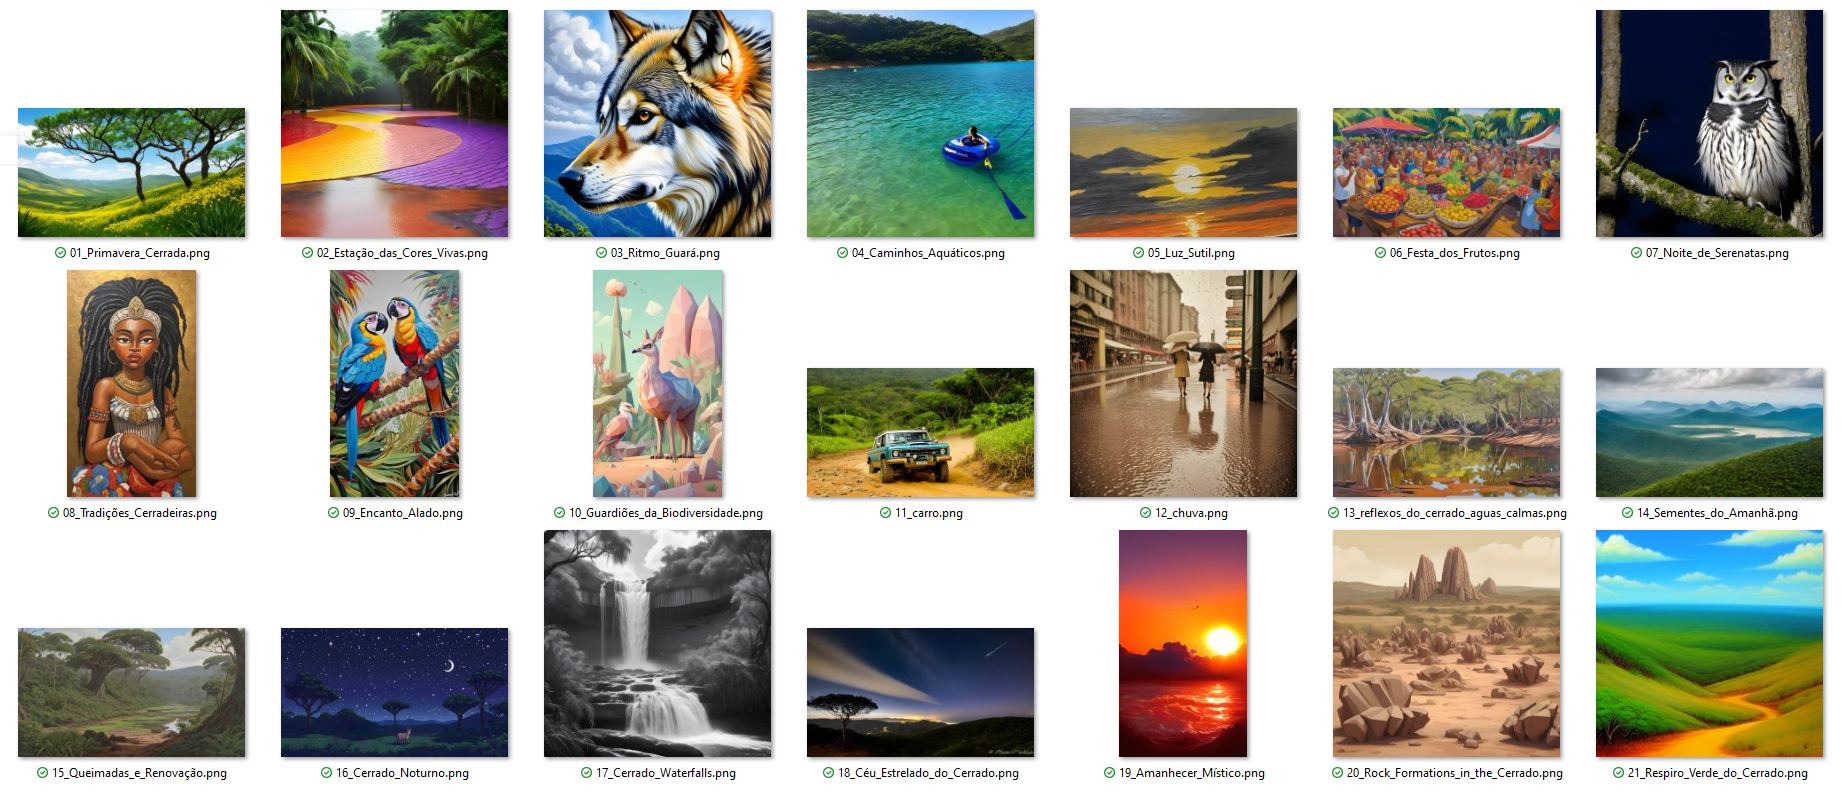 01_Primavera_Cerrada.png
02_Estação_das_Cores_Vivas.png
03_Ritmo_Guará.png
04_Caminhos_Aquáticos.png
05_Luz_Sutil.png
06_Festa_dos_Frutos.png
07_Noite_de_Serenatas.png
08_Tradições_Cerradeiras.png
09_Encanto_Alado.png
10_Guardiões_da_Biodiversidade.png
11_carro.png
12_chuva.png
13_reflexos_do_cerrado_aguas_calmas.png
14_Sementes_do_Amanhã.png
15_Queimadas_e_Renovação.png
16_Cerrado_Noturno.png
17_Cerrado_Waterfalls.png
18_Céu_Estrelado_do_Cerrado.png
19_Amanhecer_Místico.png
20_Rock_Formations_in_the_Cerrado.png
21_Respiro_Verde_do_Cerrado.png